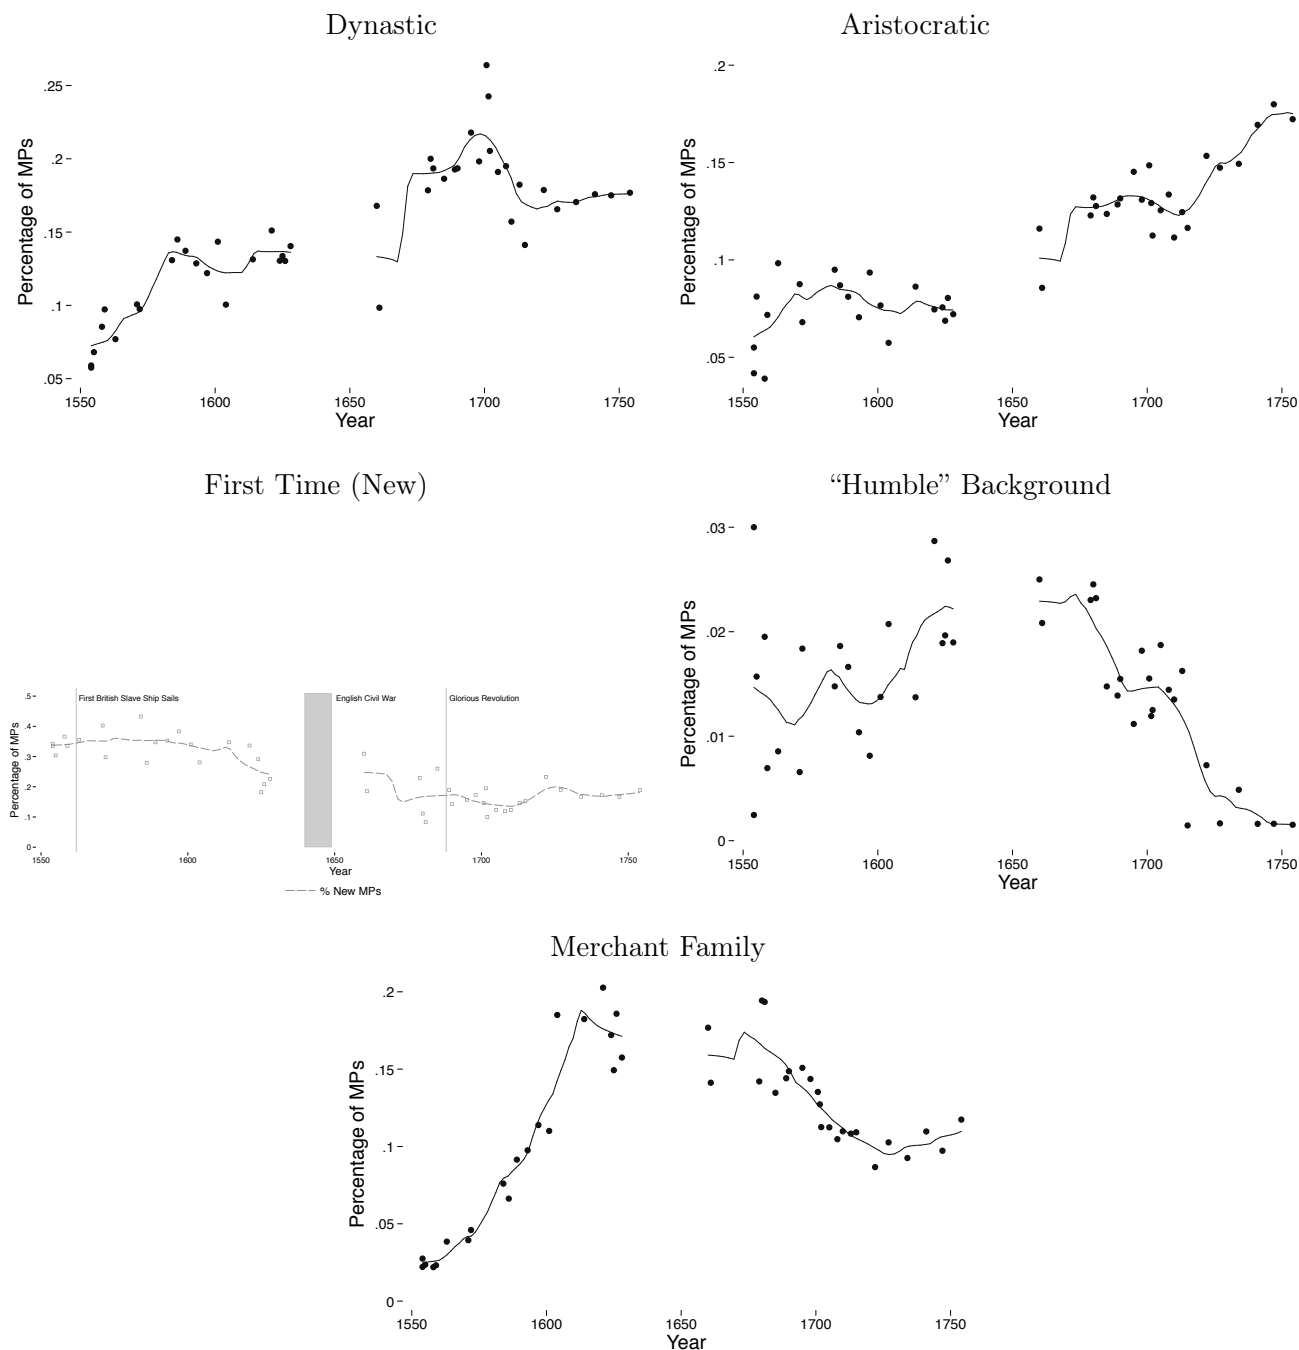 Dynastic
Aristocratic
Percentage of MPs
.25
.2
.15
.1
.05
1550 1600 1650 1700 1750
Year
Percentage of MPs
.2
.15
.1
.05
1550 1600 1650 1700 1750
Year
First Time (New)
“Humble” Background
Percentage of MPs
.5
.4
.3
.2
.1
0
First British Slave Ship Sails
English Civil War
Glorious Revolution
1550 1600 1650 1700 1750
Year
% New MPs
Percentage of MPs
.03
.02
.01
0
1550 1600 1650 1700 1750
Year
Merchant Family
Percentage of MPs
.2
.15
.1
.05
0
1550 1600 1650 1700 1750
Year